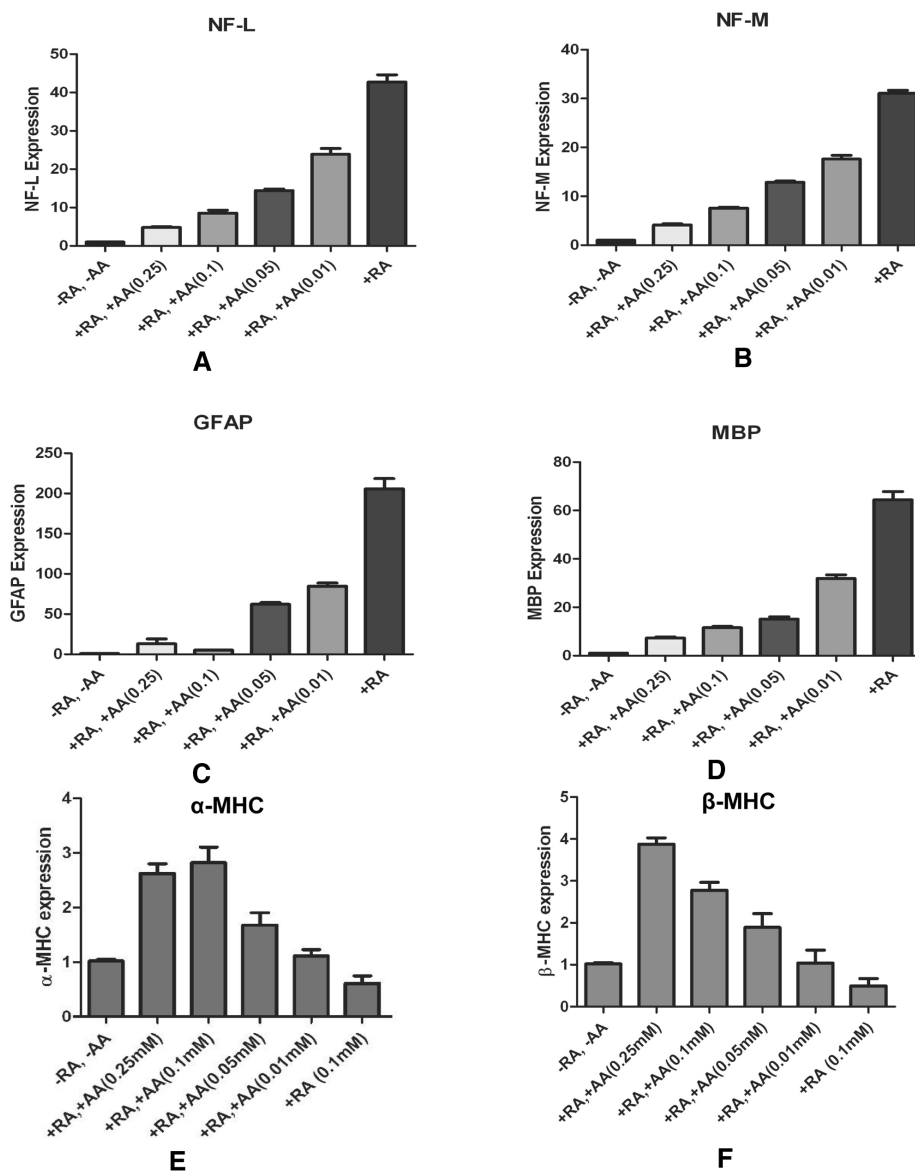 NF-L
NF-L Expression
50
40
30
20
10
0
-RA, -AA
+RA, +AA(0.25)
+RA, +AA(0.1)
+RA, +AA(0.05)
+RA, +AA(0.01)
+RA
A
NF-M
NF-M Expression
40
30
20
10
0
-RA, -AA
+RA, +AA(0.25)
+RA, +AA(0.1)
+RA, +AA(0.05)
+RA, +AA(0.01)
+RA
B
GFAP
GFAP Expression
250
200
150
100
50
0
-RA, -AA
+RA, +AA(0.25)
+RA, +AA(0.1)
+RA, +AA(0.05)
+RA, +AA(0.01)
+RA
C
MBP
MBP Expression
80
60
40
20
0
-RA, -AA
+RA, +AA(0.25)
+RA, +AA(0.1)
+RA, +AA(0.05)
+RA, +AA(0.01)
+RA
D
α-MHC
α-MHC expression
4
3
2
1
0
-RA, -AA
+RA,+AA(0.25mM)
+RA, +AA(0.1mM)
+RA, +AA(0.05mM)
+RA, +AA(0.01mM)
+RA (0.1mM)
E
β-MHC
β-MHC expression
5
4
3
2
1
0
-RA, -AA
+RA,+AA(0.25mM)
+RA, +AA(0.1mM)
+RA, +AA(0.05mM)
+RA, +AA(0.01mM)
+RA (0.1mM)
F